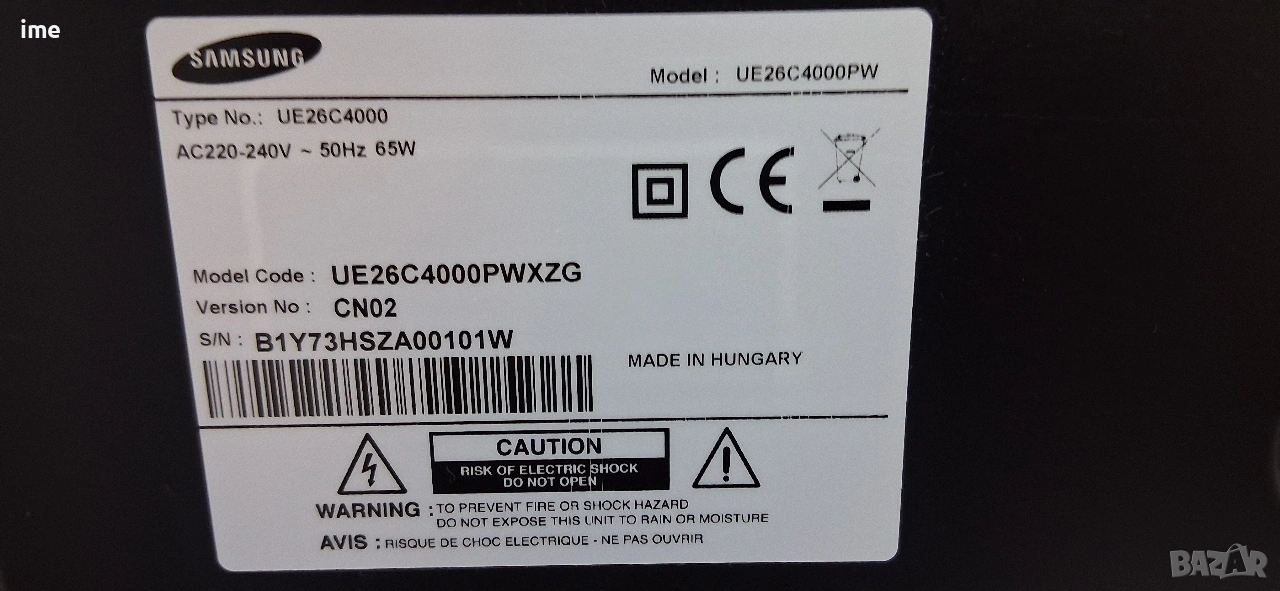 ime
SAMSUNG
Model : UE26C4000PW
Type No.: UE26C4000
AC220-240V ~ 50Hz 65W
CE
Model Code : UE26C4000PWXZG
Version No : CN02
S/N : B1Y73HSZA00101W
MADE IN HUNGARY
CAUTION
RISK OF ELECTRIC SHOCK
DO NOT OPEN
WARNING : TO PREVENT FIRE OR SHOCK HAZARD
DO NOT EXPOSE THIS UNIT TO RAIN OR MOISTURE
AVIS : RISQUE DE CHOC ELECTRIQUE - NE PAS OUVRIR
BAZAR